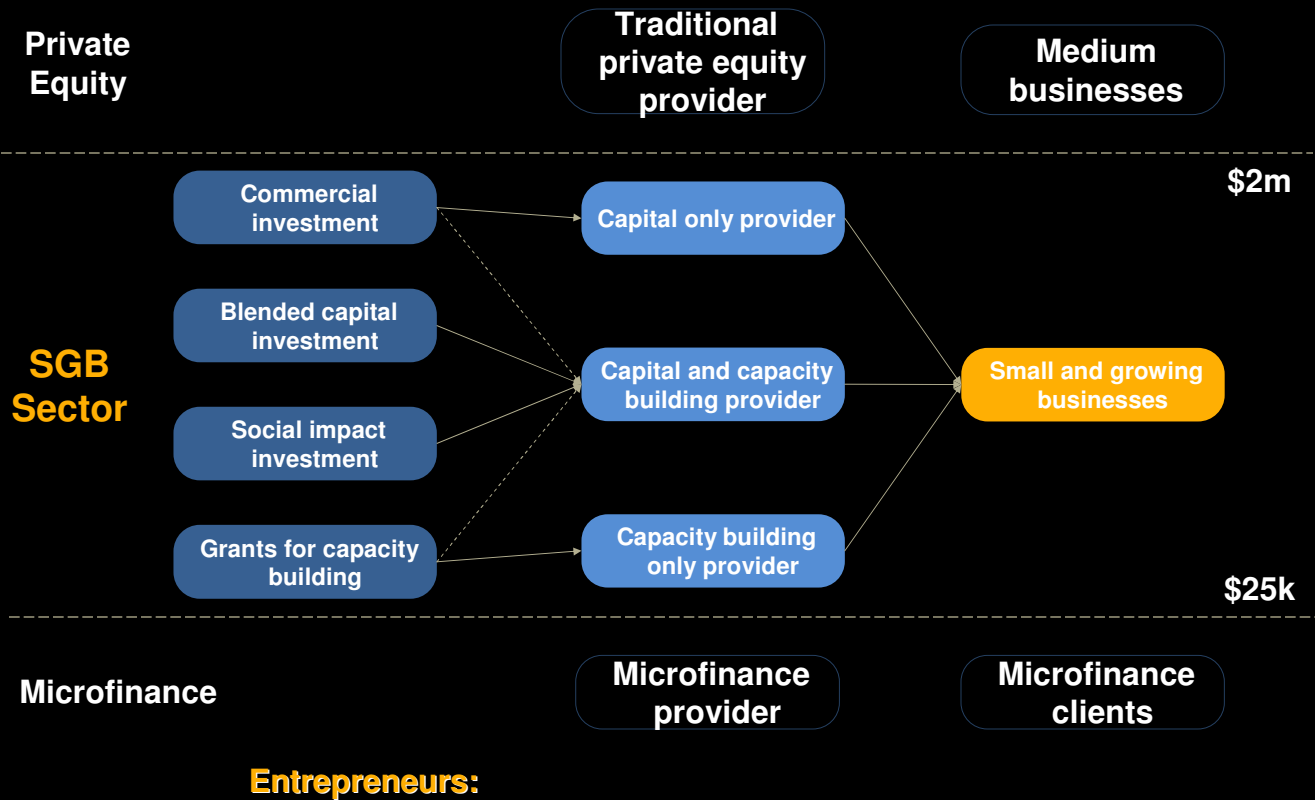 Private
Equity
Traditional
private equity
provider
Medium
businesses
$2m
Commercial
investment
Capital only provider
Blended capital
investment
SGB
Sector
Capital and capacity
building provider
Small and growing
businesses
Social impact
investment
Grants for capacity
building
Capacity building
only provider
$25k
Microfinance
Microfinance
provider
Microfinance
clients
Entrepreneurs: